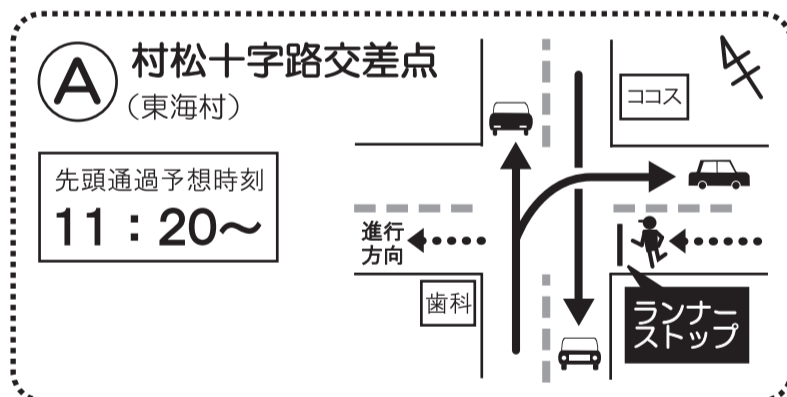 A
村松十字路交差点
（東海村）
先頭通過予想時刻
11：20～
ココス
進行
方向
歯科
ランナー
ストップ